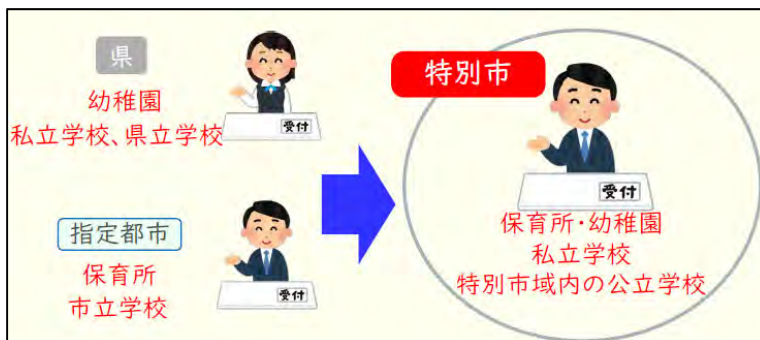 県
幼稚園
私立学校、県立学校
受付
指定都市
保育所
市立学校
受付
特別市
受付
保育所・幼稚園
私立学校
特別市域内の公立学校